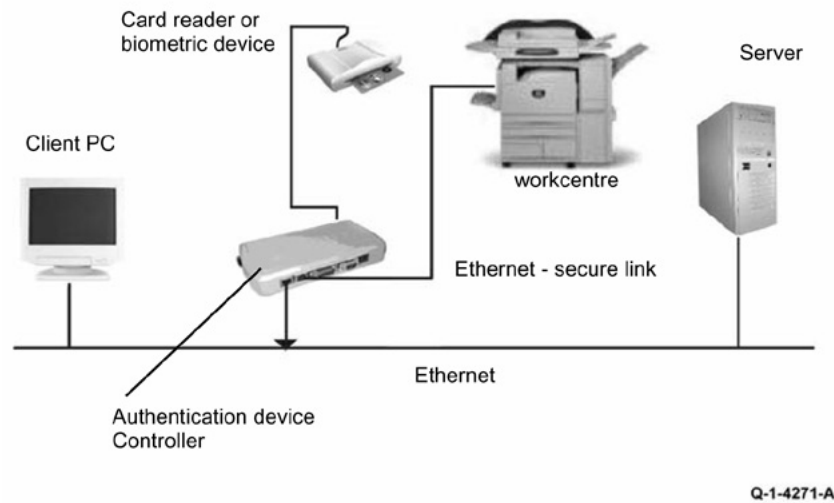 Card reader or
biometric device
Server
Client PC
workcentre
Ethernet - secure link
Ethernet
Authentication device
Controller
Q-1-4271-A